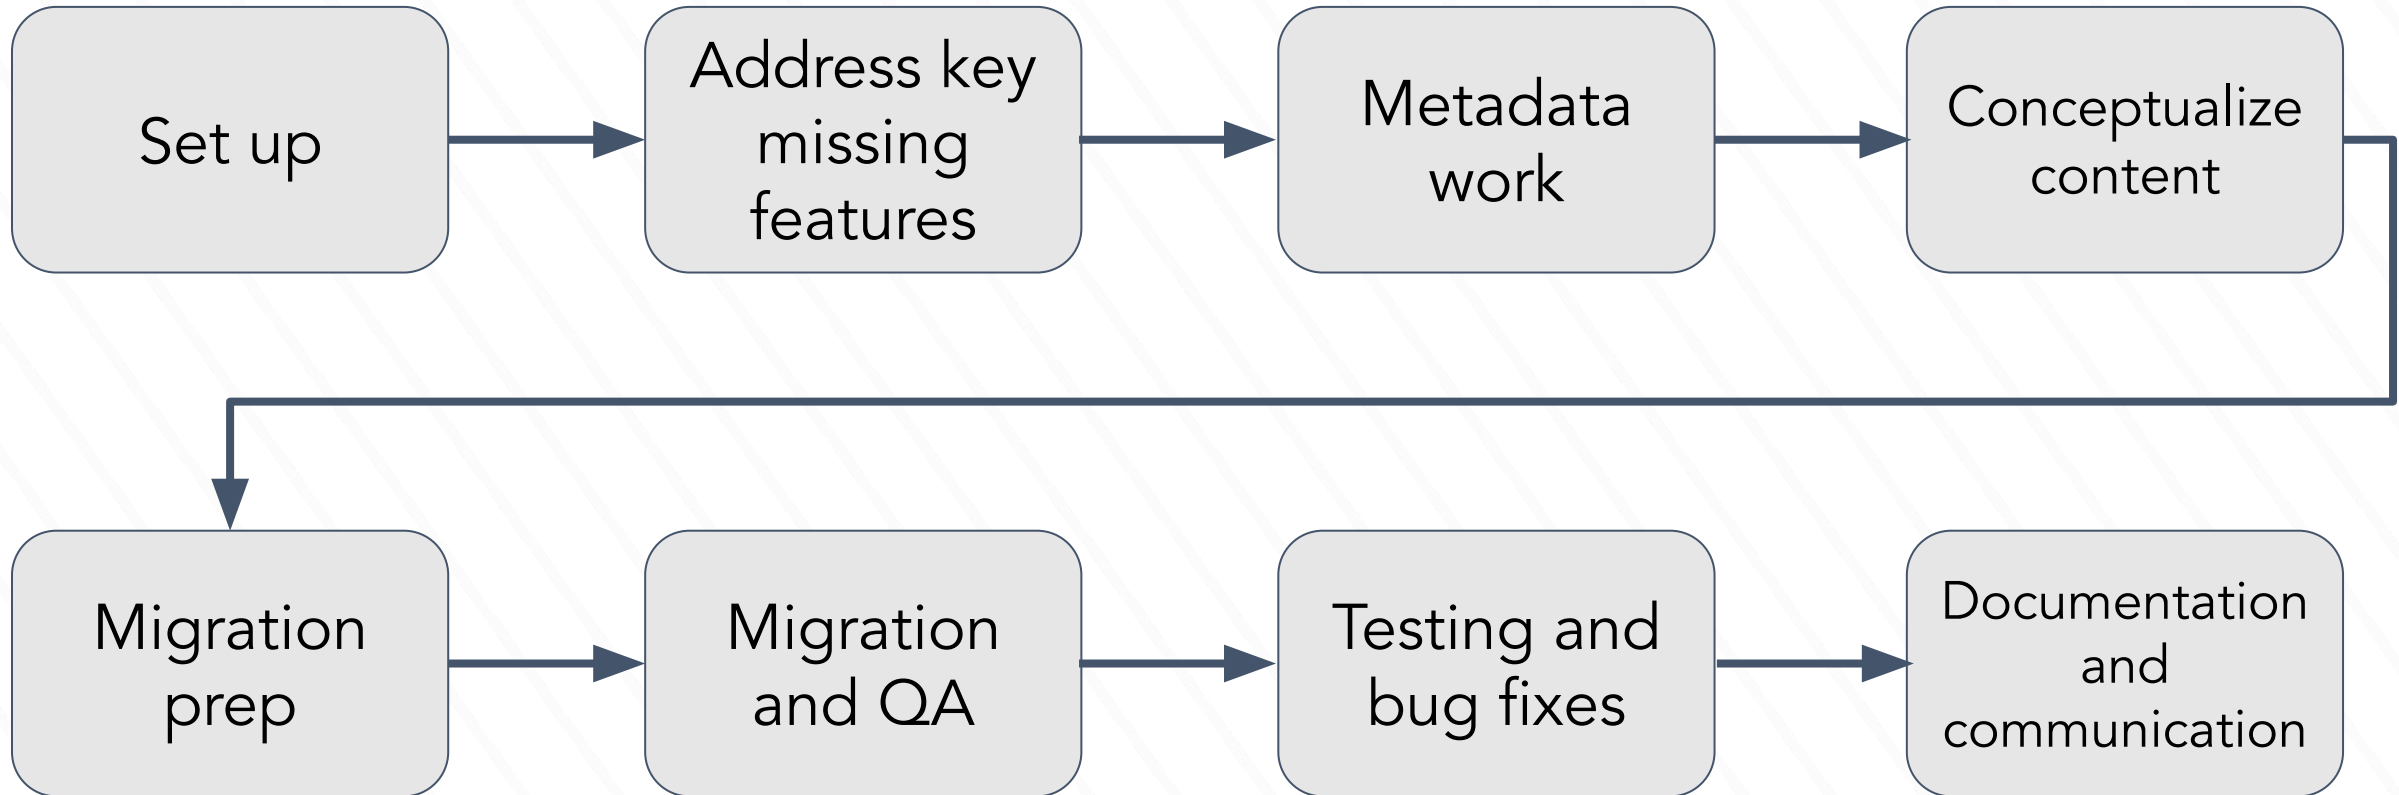 Set up
Address key
missing
features
Metadata
work
Conceptualize
content
Migration
prep
Migration
and QA
Testing and
bug fixes
Documentation
and
communication